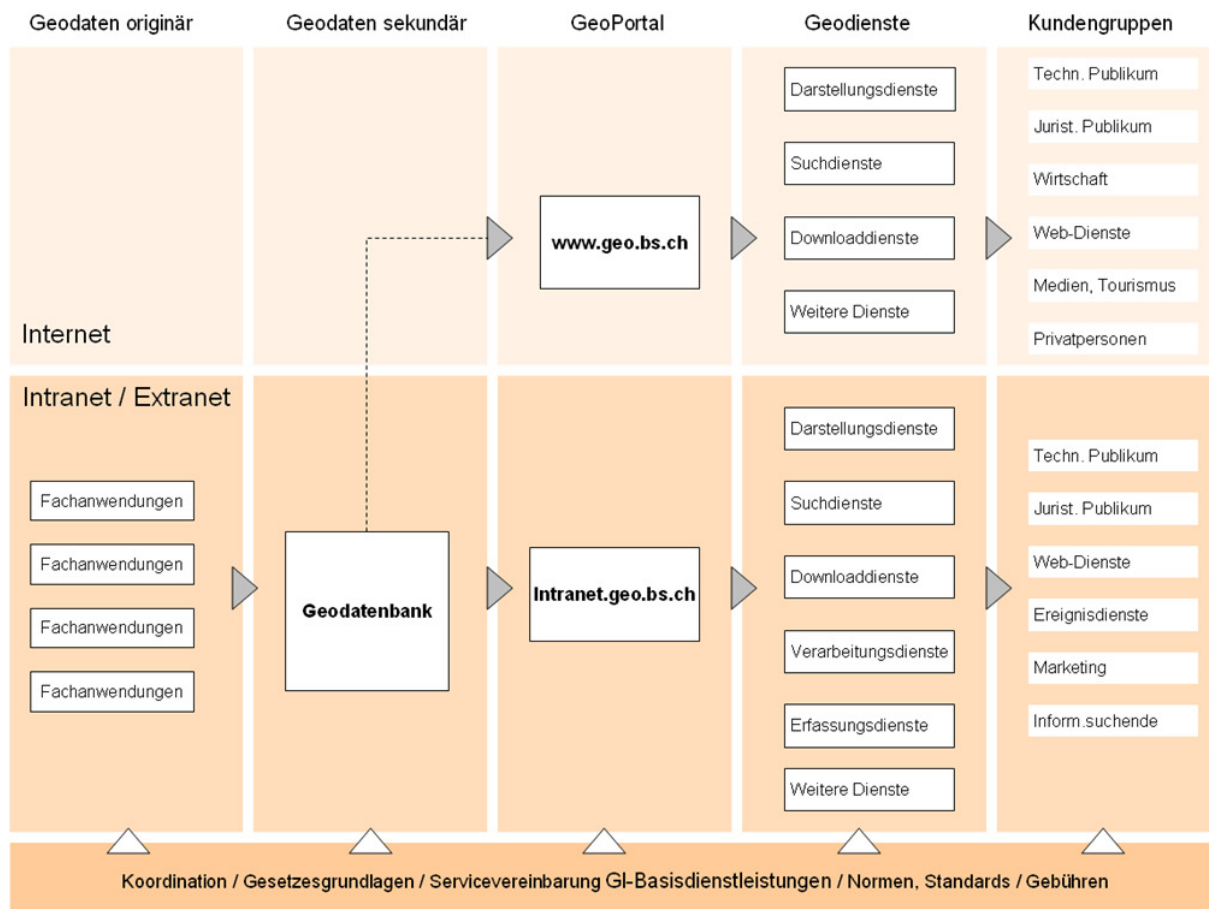 Geodaten originär
Geodaten sekundär
GeoPortal
Geodienste
Kundengruppen
Internet
www.geo.bs.ch
Darstellungsdienste
Suchdienste
Downloaddienste
Weitere Dienste
Techn. Publikum
Jurist. Publikum
Wirtschaft
Web-Dienste
Medien, Tourismus
Privatpersonen
Intranet / Extranet
Fachanwendungen
Fachanwendungen
Fachanwendungen
Fachanwendungen
Geodatenbank
Intranet.geo.bs.ch
Darstellungsdienste
Suchdienste
Downloaddienste
Verarbeitungsdienste
Erfassungsdienste
Weitere Dienste
Techn. Publikum
Jurist. Publikum
Web-Dienste
Ereignisdienste
Marketing
Inform.suchende
Koordination / Gesetzesgrundlagen / Servicevereinbarung GI-Basisdienstleistungen / Normen, Standards / Gebühren